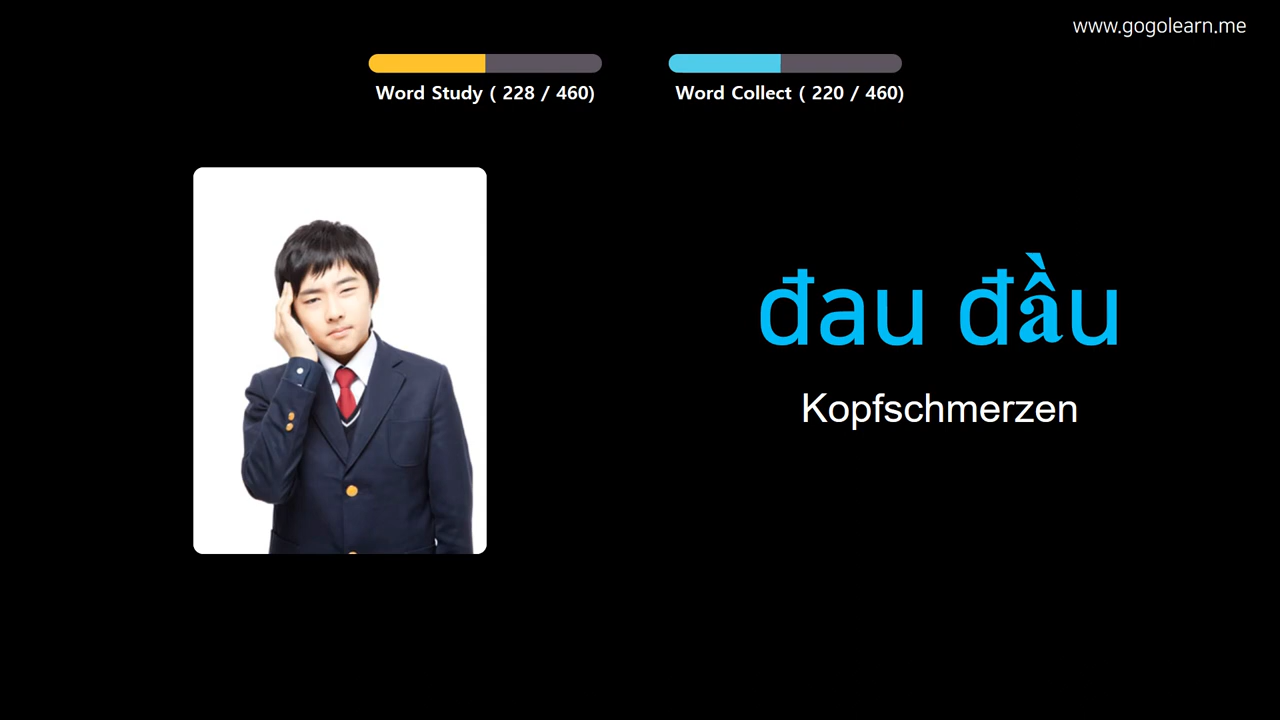 www.gogolearn.me
Word Study ( 228 / 460)
Word Collect ( 220 / 460)
đau đầu
Kopfschmerzen